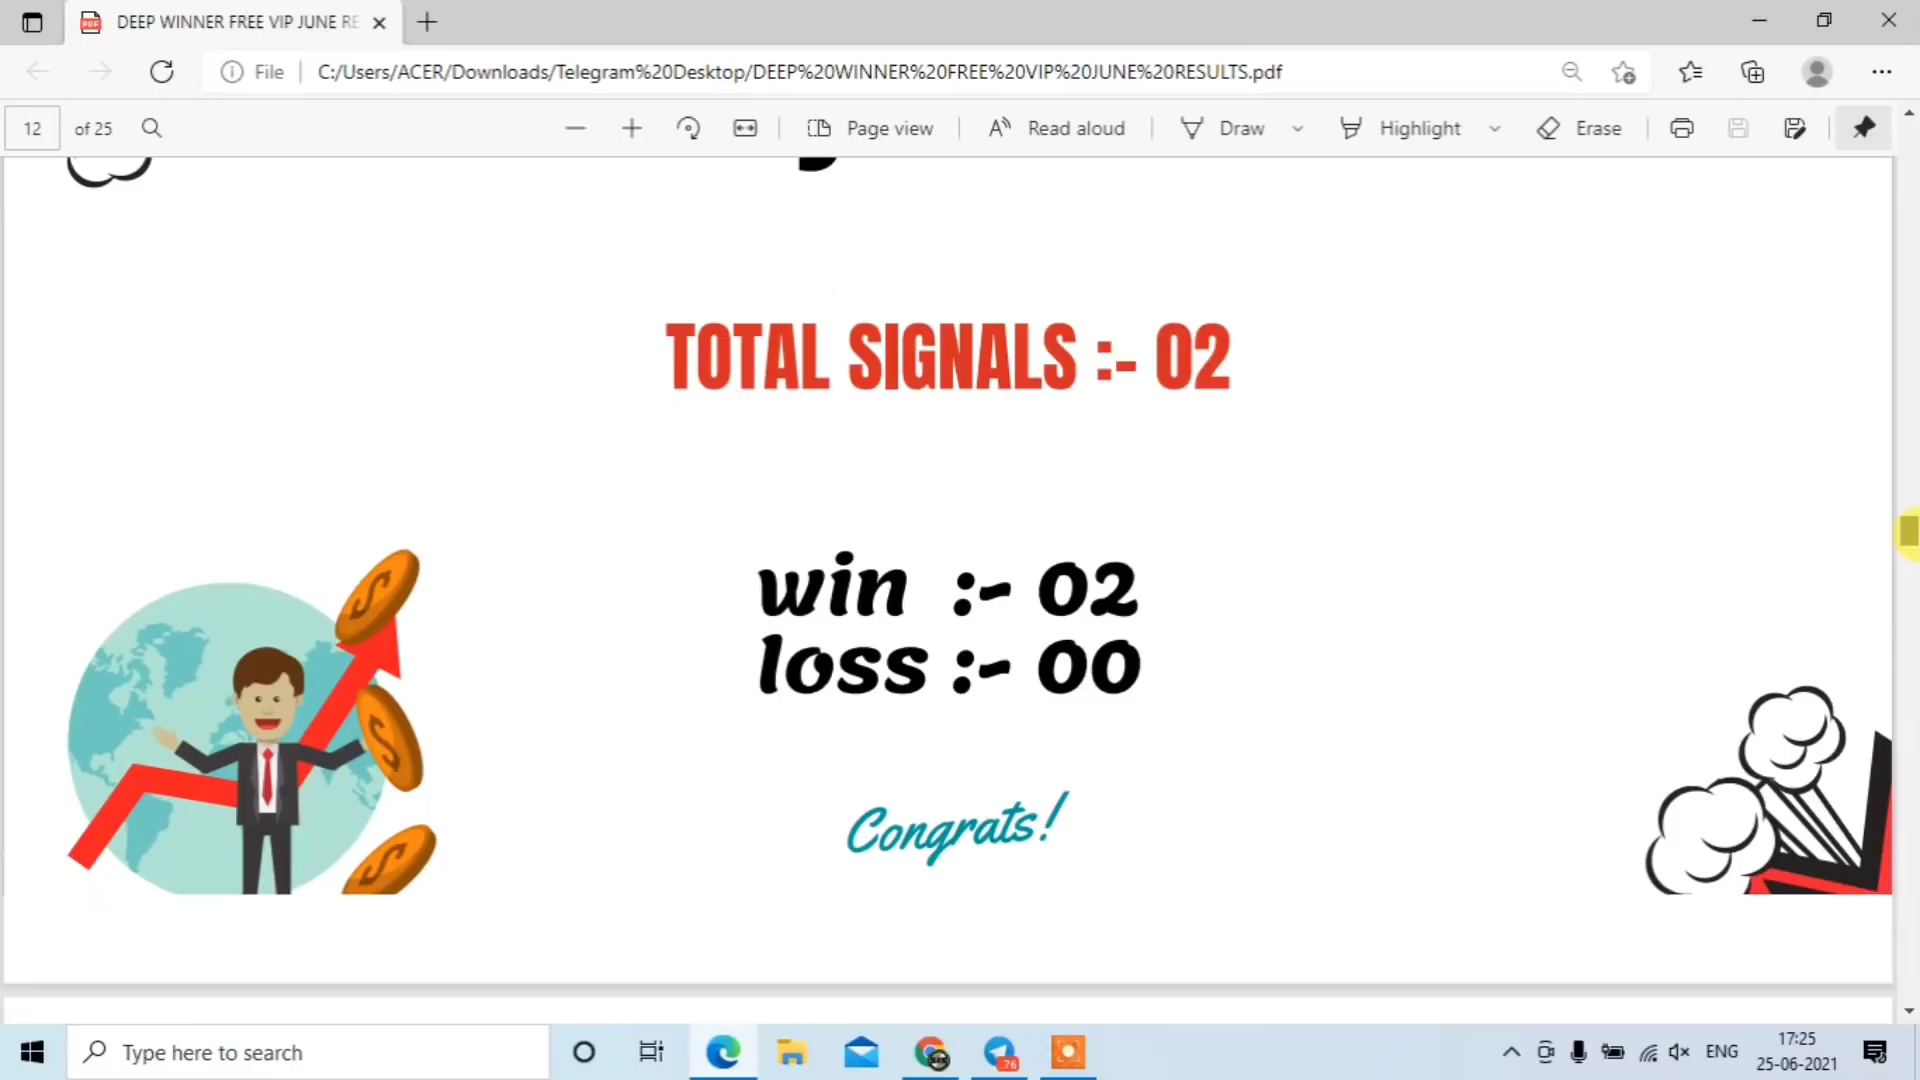 DEEP WINNER FREE VIP JUNE RE
File
C:/Users/ACER/Downloads/Telegram%20Desktop/DEEP%20WINNER%20FREE%20VIP%20JUNE%20RESULTS.pdf
12 of 25
Page view
Read aloud
Draw
Highlight
Erase
TOTAL SIGNALS :- 02
win :- 02
loss :- 00
Congrats!
Type here to search
76
ENG
17:25
25-06-2021